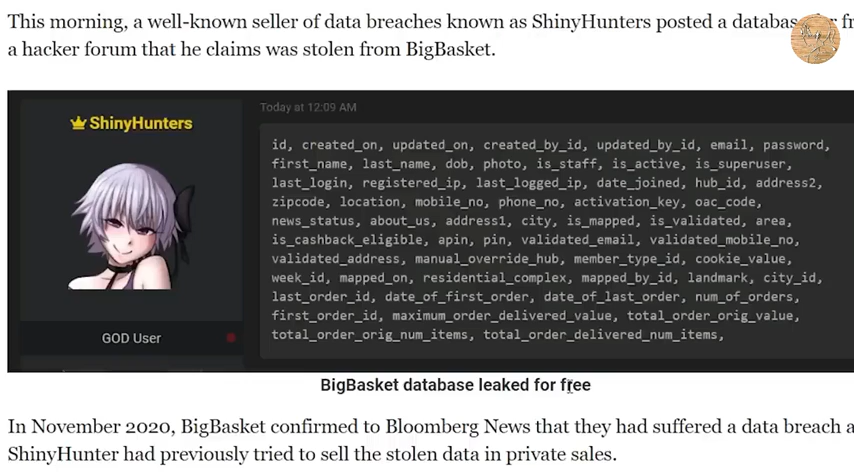 This morning, a well-known seller of data breaches known as ShinyHunters posted a database
a hacker forum that he claims was stolen from BigBasket.
ShinyHunters
Today at 12:09 AM
id, created_on, updated_on, created_by_id, updated_by_id, email, password,
first_name, last_name, dob, photo, is_staff, is_active, is_superuser,
last_login, registered_ip, last_logged_ip, date_joined, hub_id, address2,
zipcode, location, mobile_no, phone_no, activation_key, oac_code,
news_status, about_us, address1, city, is_mapped, is_validated, area,
is_cashback_eligible, apin, pin, validated_email, validated_mobile_no,
validated_address, manual_override_hub, member_type_id, cookie_value,
week_id, mapped_on, residential_complex, mapped_by_id, landmark, city_id,
last_order_id, date_of_first_order, date_of_last_order, num_of_orders,
first_order_id, maximum_order_delivered_value, total_order_orig_value,
total_order_orig_num_items, total_order_delivered_num_items,
GOD User
BigBasket database leaked for free
In November 2020, BigBasket confirmed to Bloomberg News that they had suffered a data breach a
ShinyHunter had previously tried to sell the stolen data in private sales.